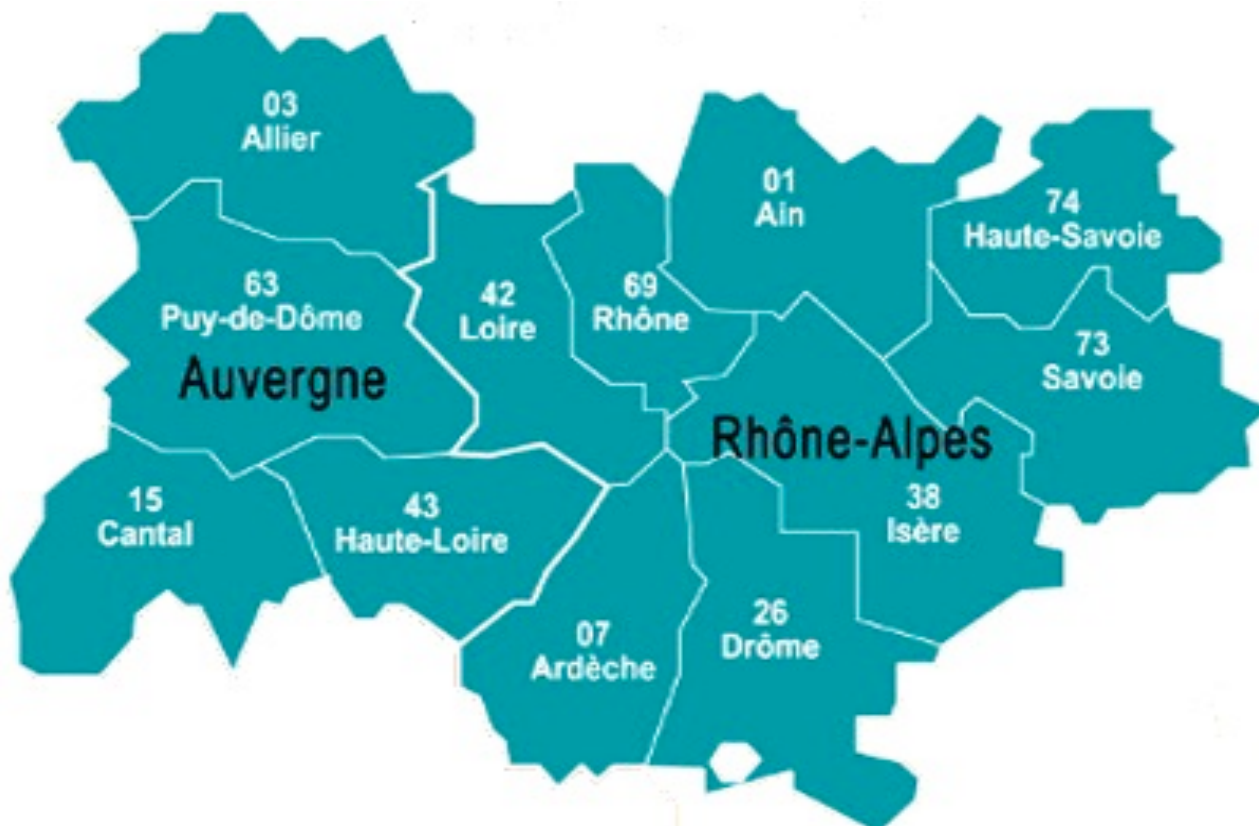 03
Allier
01
Ain
74
Haute-Savoie
63
Puy-de-Dôme
42
Loire
69
Rhône
73
Savoie
Auvergne
Rhône-Alpes
15
Cantal
43
Haute-Loire
38
Isère
07
Ardèche
26
Drôme